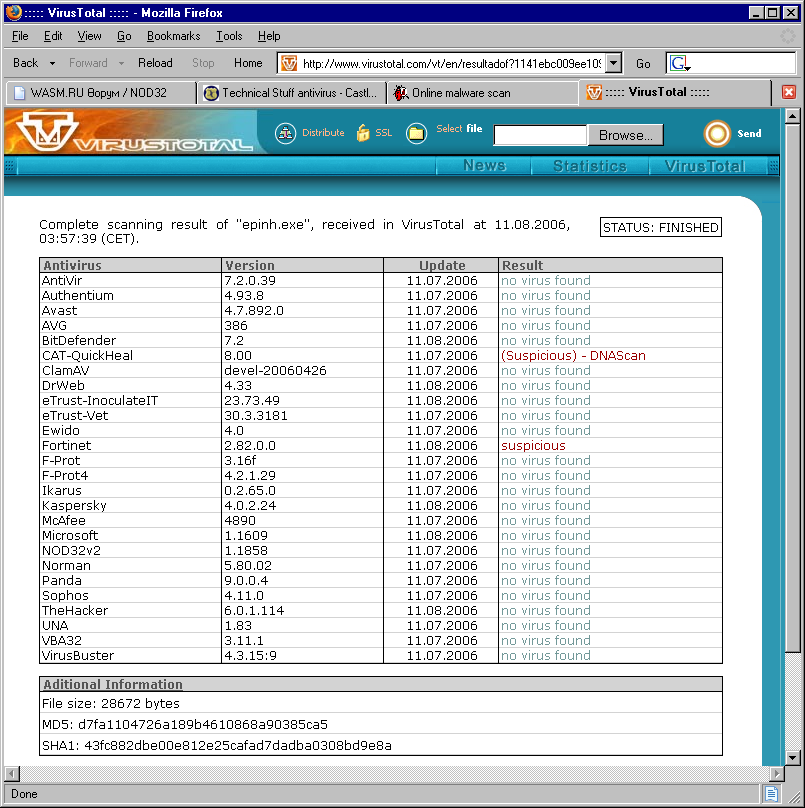 ::::: VirusTotal ::::: - Mozilla Firefox
File Edit View Go Bookmarks Tools Help
Back Forward Reload Stop Home http://www.virustotal.com/vt/en/resultadof?1141ebc009ee109 Go G
WASM.RU Форум / NOD32 Technical Stuff antivirus - Castl... Online malware scan ::::: VirusTotal :::::
VIRUSTOTAL Distribute SSL Select file Browse... Send
News Statistics VirusTotal
Complete scanning result of "epinh.exe", received in VirusTotal at 11.08.2006,
03:57:39 (CET).
STATUS: FINISHED
Antivirus Version Update Result
AntiVir 7.2.0.39 11.07.2006 no virus found
Authentium 4.93.8 11.07.2006 no virus found
Avast 4.7.892.0 11.07.2006 no virus found
AVG 386 11.07.2006 no virus found
BitDefender 7.2 11.08.2006 no virus found
CAT-QuickHeal 8.00 11.07.2006 (Suspicious) - DNAScan
ClamAV devel-20060426 11.07.2006 no virus found
DrWeb 4.33 11.08.2006 no virus found
eTrust-InoculateIT 23.73.49 11.07.2006 no virus found
eTrust-Vet 30.3.3181 11.07.2006 no virus found
Ewido 4.0 11.07.2006 no virus found
Fortinet 2.82.0.0 11.08.2006 suspicious
F-Prot 3.16f 11.07.2006 no virus found
F-Prot4 4.2.1.29 11.07.2006 no virus found
Ikarus 0.2.65.0 11.07.2006 no virus found
Kaspersky 4.0.2.24 11.08.2006 no virus found
McAfee 4890 11.07.2006 no virus found
Microsoft 1.1609 11.08.2006 no virus found
NOD32v2 1.1858 11.07.2006 no virus found
Norman 5.80.02 11.07.2006 no virus found
Panda 9.0.0.4 11.07.2006 no virus found
Sophos 4.11.0 11.07.2006 no virus found
TheHacker 6.0.1.114 11.08.2006 no virus found
UNA 1.83 11.07.2006 no virus found
VBA32 3.11.1 11.07.2006 no virus found
VirusBuster 4.3.15:9 11.07.2006 no virus found
Aditional Information
File size: 28672 bytes
MD5: d7fa1104726a189b4610868a90385ca5
SHA1: 43fc882dbe00e812e25cafad7dadba0308bd9e8a
Done